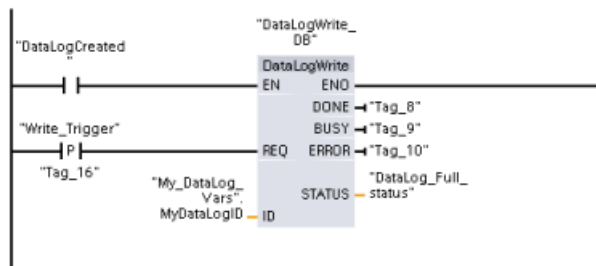 "DataLogWrite_
DB"
"DataLogCreated
"
DataLogWrite
EN ENO
DONE "Tag_8"
"Write_Trigger"
BUSY "Tag_9"
P
REQ ERROR "Tag_10"
"Tag_16"
"My_DataLog_
Vars".
MyDataLogID ID
"DataLog_Full_
STATUS status"